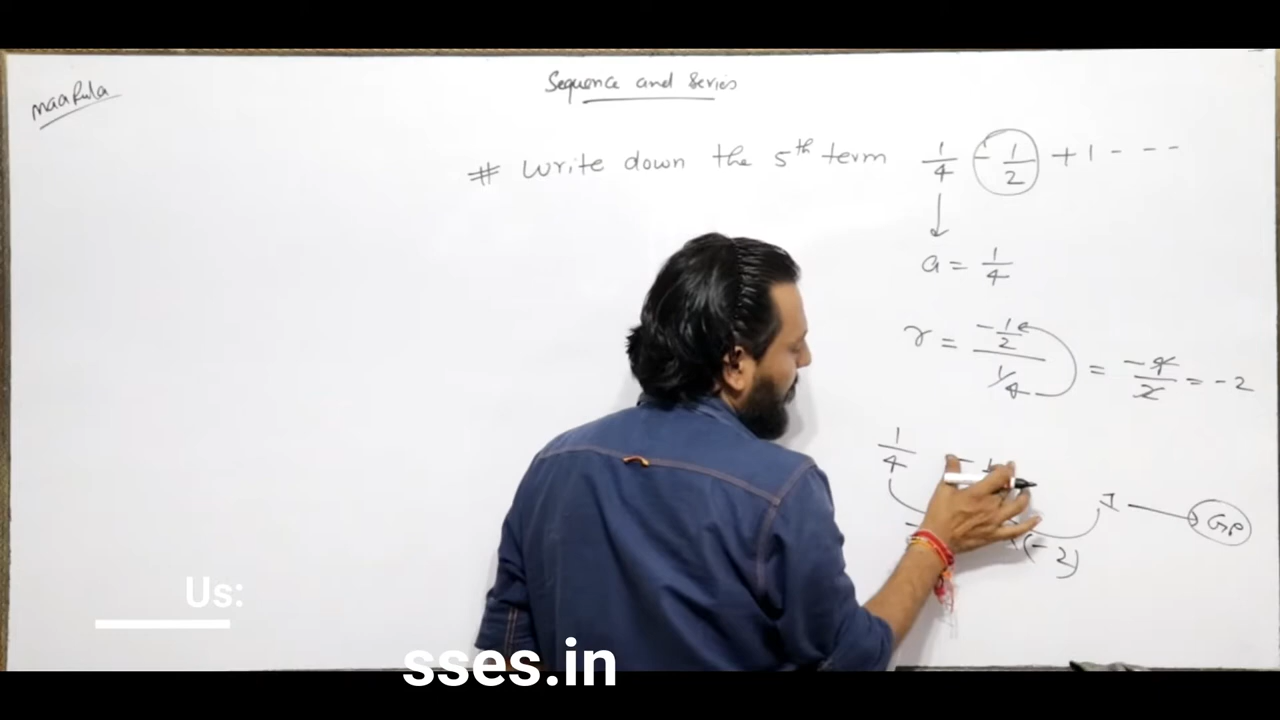 Sequence and Series
maaRula
# Write down the 5th term 1/4 - 1/2 + 1 - - - -
a = 1/4
r = (-1/2)/(1/4) = -4/2 = -2
1/4 1 GP
(-2)
Us:
sses.in